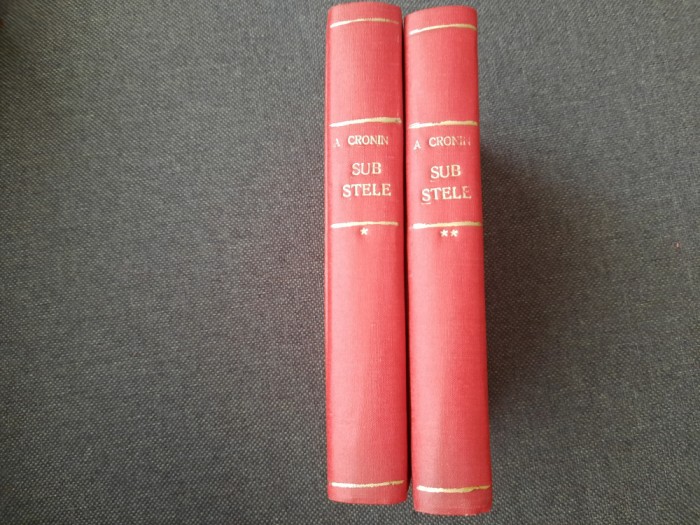 A CRONIN
SUB
STELE
*
A CRONIN
SUB
STELE
**